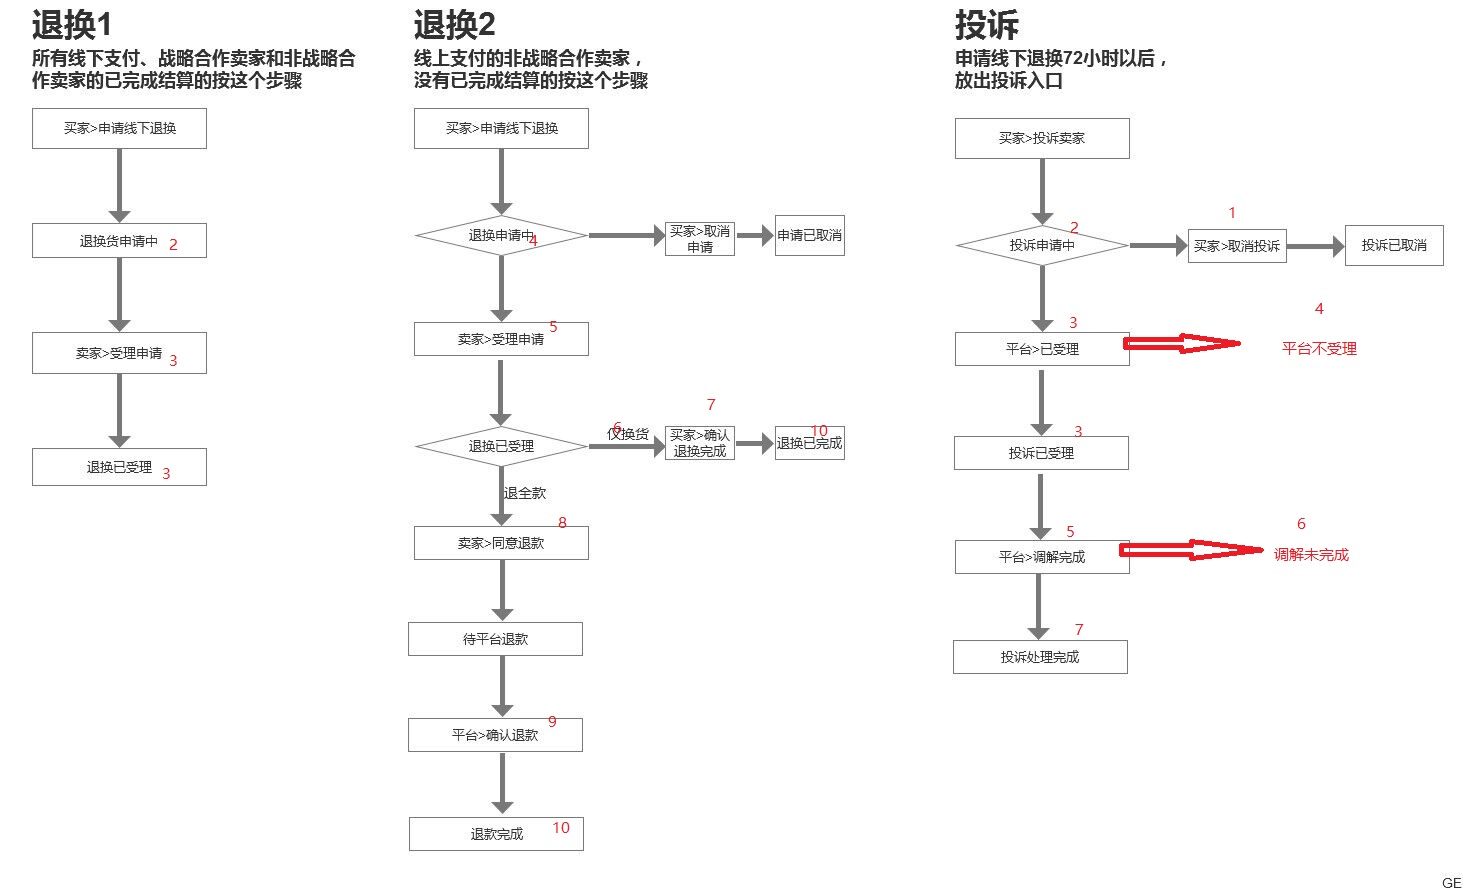 退换1
所有线下支付、战略合作卖家和非战略合
作卖家的已完成结算的按这个步骤
买家>申请线下退换
退换货申请中 2
卖家>受理申请 3
退换已受理 3
退换2
线上支付的非战略合作卖家，
没有已完成结算的按这个步骤
买家>申请线下退换
退换申请中 4
买家>取消
申请
申请已取消
卖家>受理申请 5
退换已受理
6
仅换货
7
买家>确认
退换完成
退换已完成 10
退全款
卖家>同意退款 8
待平台退款
平台>确认退款 9
退款完成 10
投诉
申请线下退换72小时以后，
放出投诉入口
买家>投诉卖家
投诉申请中 2
1
买家>取消投诉
投诉已取消
3
平台>已受理
4
平台不受理
3
投诉已受理
5
平台>调解完成
6
调解未完成
7
投诉处理完成
GE